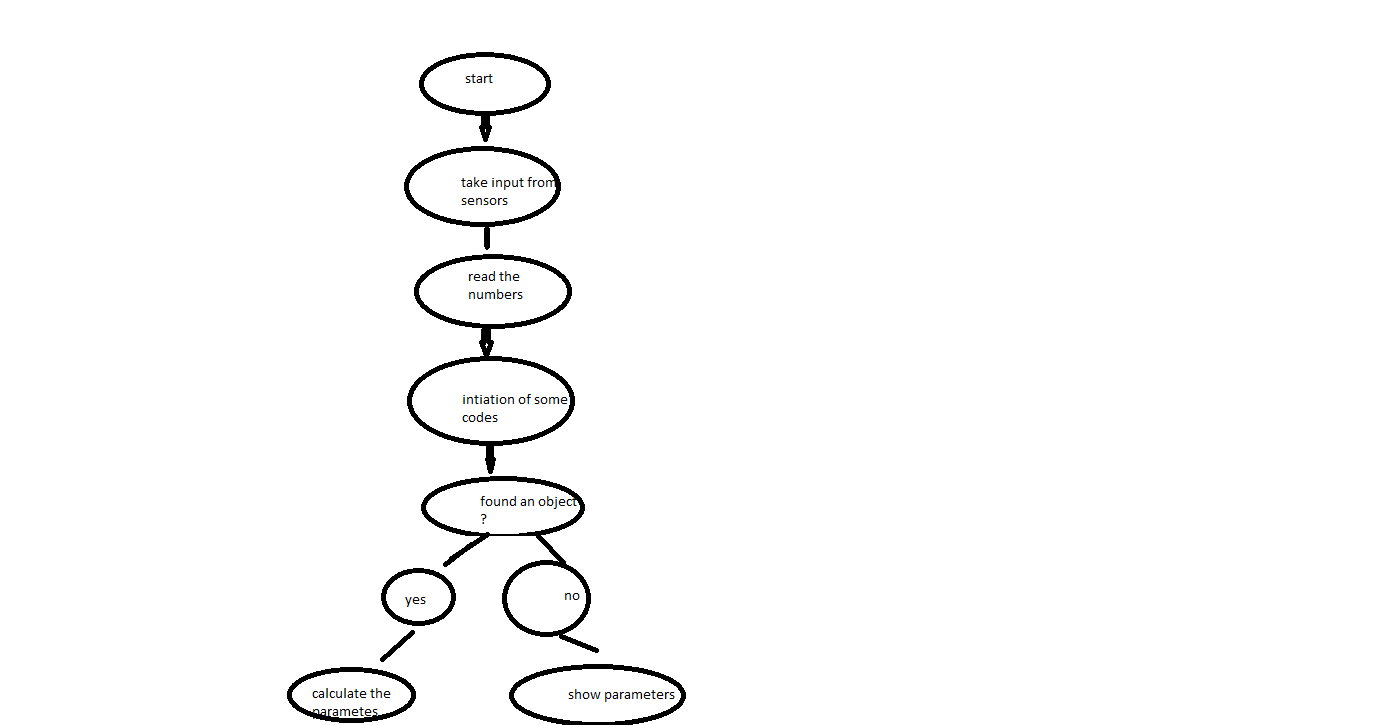 start
take input from
sensors
read the
numbers
intiation of some
codes
found an object
?
yes
no
calculate the
parametes
show parameters